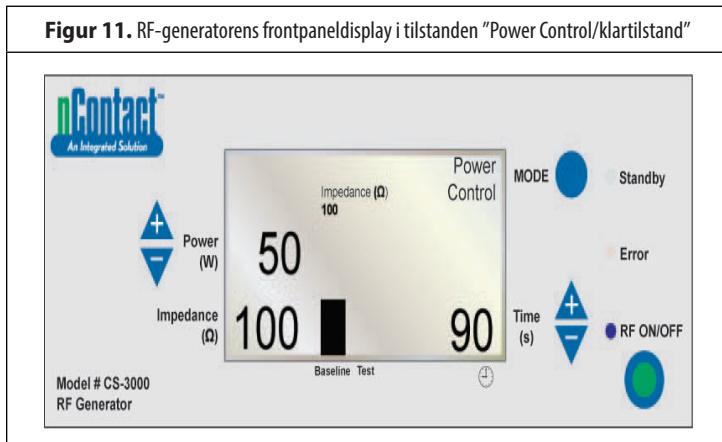 Figur 11. RF-generatorens frontpaneldisplay i tilstanden ”Power Control/klartilstand”
nContact™
An Integrated Solution
Impedance (Ω)
100
Power
Control
MODE
Standby
Power
(W)
50
Error
Impedance
(Ω)
100
90
Time
(s)
RF ON/OFF
Baseline Test
Model # CS-3000
RF Generator